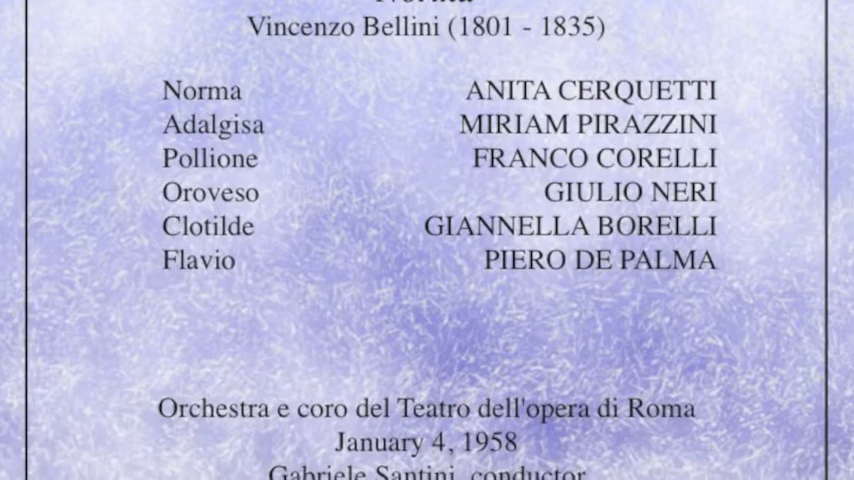 Norma
Vincenzo Bellini (1801 - 1835)
Norma ANITA CERQUETTI
Adalgisa MIRIAM PIRAZZINI
Pollione FRANCO CORELLI
Oroveso GIULIO NERI
Clotilde GIANNELLA BORELLI
Flavio PIERO DE PALMA
Orchestra e coro del Teatro dell'opera di Roma
January 4, 1958
Gabriele Santini, conductor